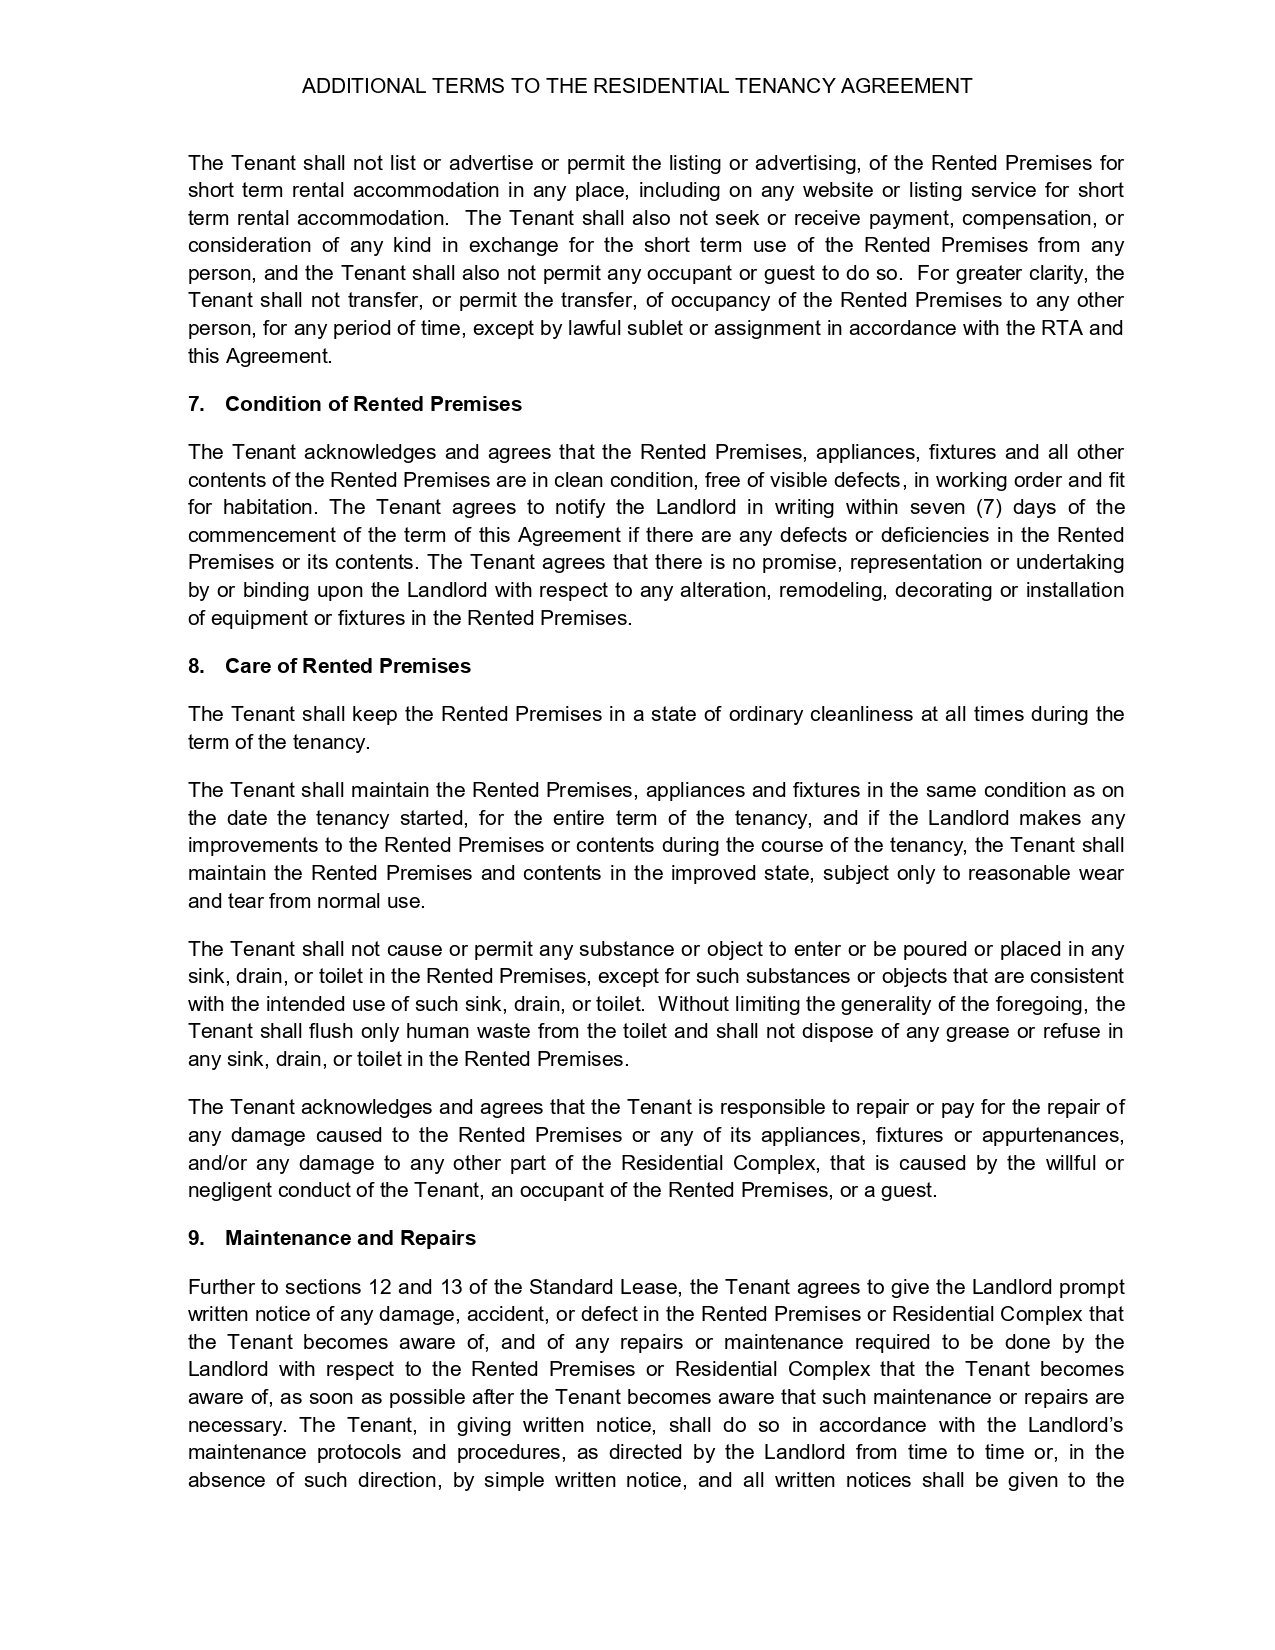 ADDITIONAL TERMS TO THE RESIDENTIAL TENANCY AGREEMENT
The Tenant shall not list or advertise or permit the listing or advertising, of the Rented Premises for
short term rental accommodation in any place, including on any website or listing service for short
term rental accommodation.  The Tenant shall also not seek or receive payment, compensation, or
consideration of any kind in exchange for the short term use of the Rented Premises from any
person, and the Tenant shall also not permit any occupant or guest to do so.  For greater clarity, the
Tenant shall not transfer, or permit the transfer, of occupancy of the Rented Premises to any other
person, for any period of time, except by lawful sublet or assignment in accordance with the RTA and
this Agreement.
7. Condition of Rented Premises
The Tenant acknowledges and agrees that the Rented Premises, appliances, fixtures and all other
contents of the Rented Premises are in clean condition, free of visible defects, in working order and fit
for habitation. The Tenant agrees to notify the Landlord in writing within seven (7) days of the
commencement of the term of this Agreement if there are any defects or deficiencies in the Rented
Premises or its contents. The Tenant agrees that there is no promise, representation or undertaking
by or binding upon the Landlord with respect to any alteration, remodeling, decorating or installation
of equipment or fixtures in the Rented Premises.
8. Care of Rented Premises
The Tenant shall keep the Rented Premises in a state of ordinary cleanliness at all times during the
term of the tenancy.
The Tenant shall maintain the Rented Premises, appliances and fixtures in the same condition as on
the date the tenancy started, for the entire term of the tenancy, and if the Landlord makes any
improvements to the Rented Premises or contents during the course of the tenancy, the Tenant shall
maintain the Rented Premises and contents in the improved state, subject only to reasonable wear
and tear from normal use.
The Tenant shall not cause or permit any substance or object to enter or be poured or placed in any
sink, drain, or toilet in the Rented Premises, except for such substances or objects that are consistent
with the intended use of such sink, drain, or toilet.  Without limiting the generality of the foregoing, the
Tenant shall flush only human waste from the toilet and shall not dispose of any grease or refuse in
any sink, drain, or toilet in the Rented Premises.
The Tenant acknowledges and agrees that the Tenant is responsible to repair or pay for the repair of
any damage caused to the Rented Premises or any of its appliances, fixtures or appurtenances,
and/or any damage to any other part of the Residential Complex, that is caused by the willful or
negligent conduct of the Tenant, an occupant of the Rented Premises, or a guest.
9. Maintenance and Repairs
Further to sections 12 and 13 of the Standard Lease, the Tenant agrees to give the Landlord prompt
written notice of any damage, accident, or defect in the Rented Premises or Residential Complex that
the Tenant becomes aware of, and of any repairs or maintenance required to be done by the
Landlord with respect to the Rented Premises or Residential Complex that the Tenant becomes
aware of, as soon as possible after the Tenant becomes aware that such maintenance or repairs are
necessary. The Tenant, in giving written notice, shall do so in accordance with the Landlord’s
maintenance protocols and procedures, as directed by the Landlord from time to time or, in the
absence of such direction, by simple written notice, and all written notices shall be given to the